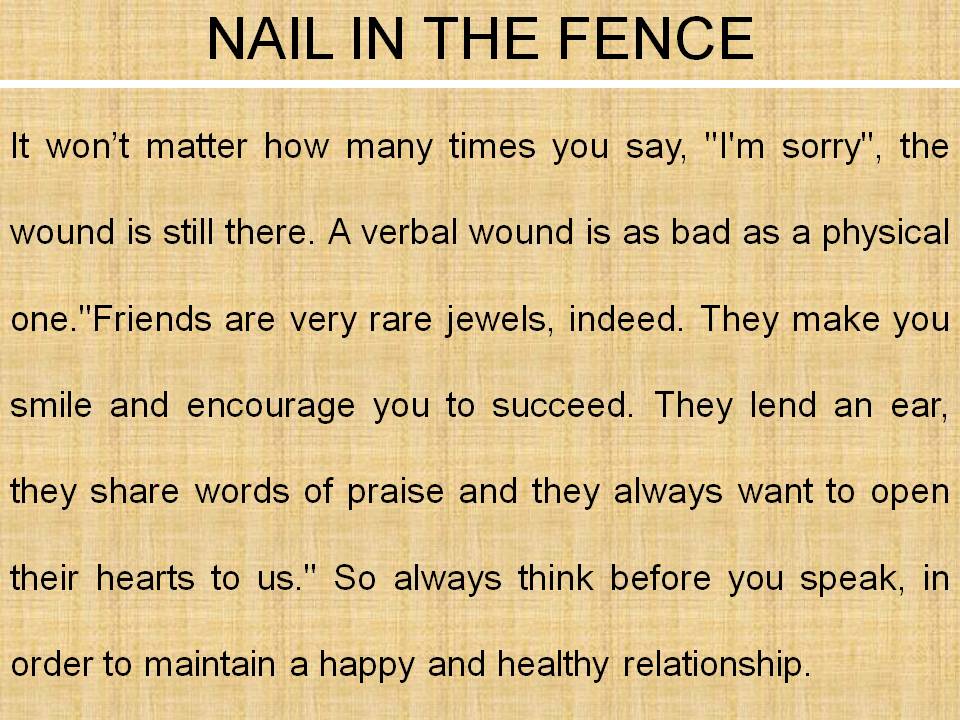 NAIL IN THE FENCE
It won’t matter how many times you say, "I'm sorry", the
wound is still there. A verbal wound is as bad as a physical
one."Friends are very rare jewels, indeed. They make you
smile and encourage you to succeed. They lend an ear,
they share words of praise and they always want to open
their hearts to us." So always think before you speak, in
order to maintain a happy and healthy relationship.